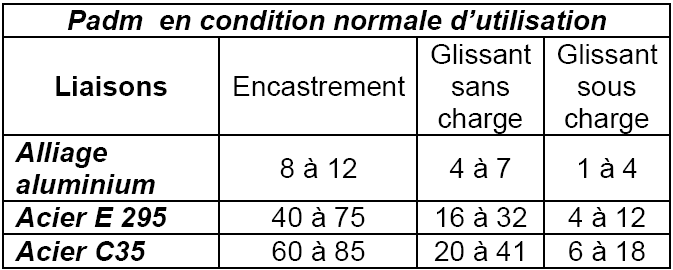 Padm en condition normale d’utilisation
Liaisons Encastrement Glissant sans charge Glissant sous charge
Alliage aluminium 8 à 12 4 à 7 1 à 4
Acier E 295 40 à 75 16 à 32 4 à 12
Acier C35 60 à 85 20 à 41 6 à 18